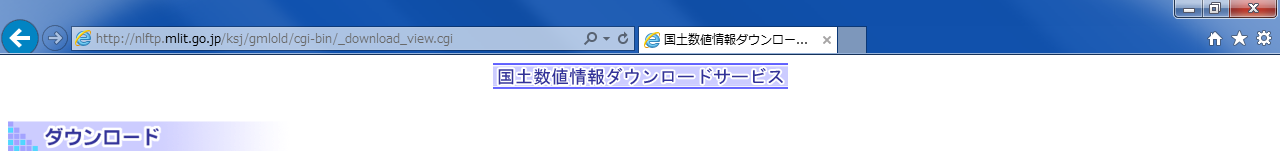 http://nlftp.mlit.go.jp/ksj/gmlold/cgi-bin/_download_view.cgi
国土数値情報ダウンロー...
国土数値情報ダウンロードサービス
ダウンロード